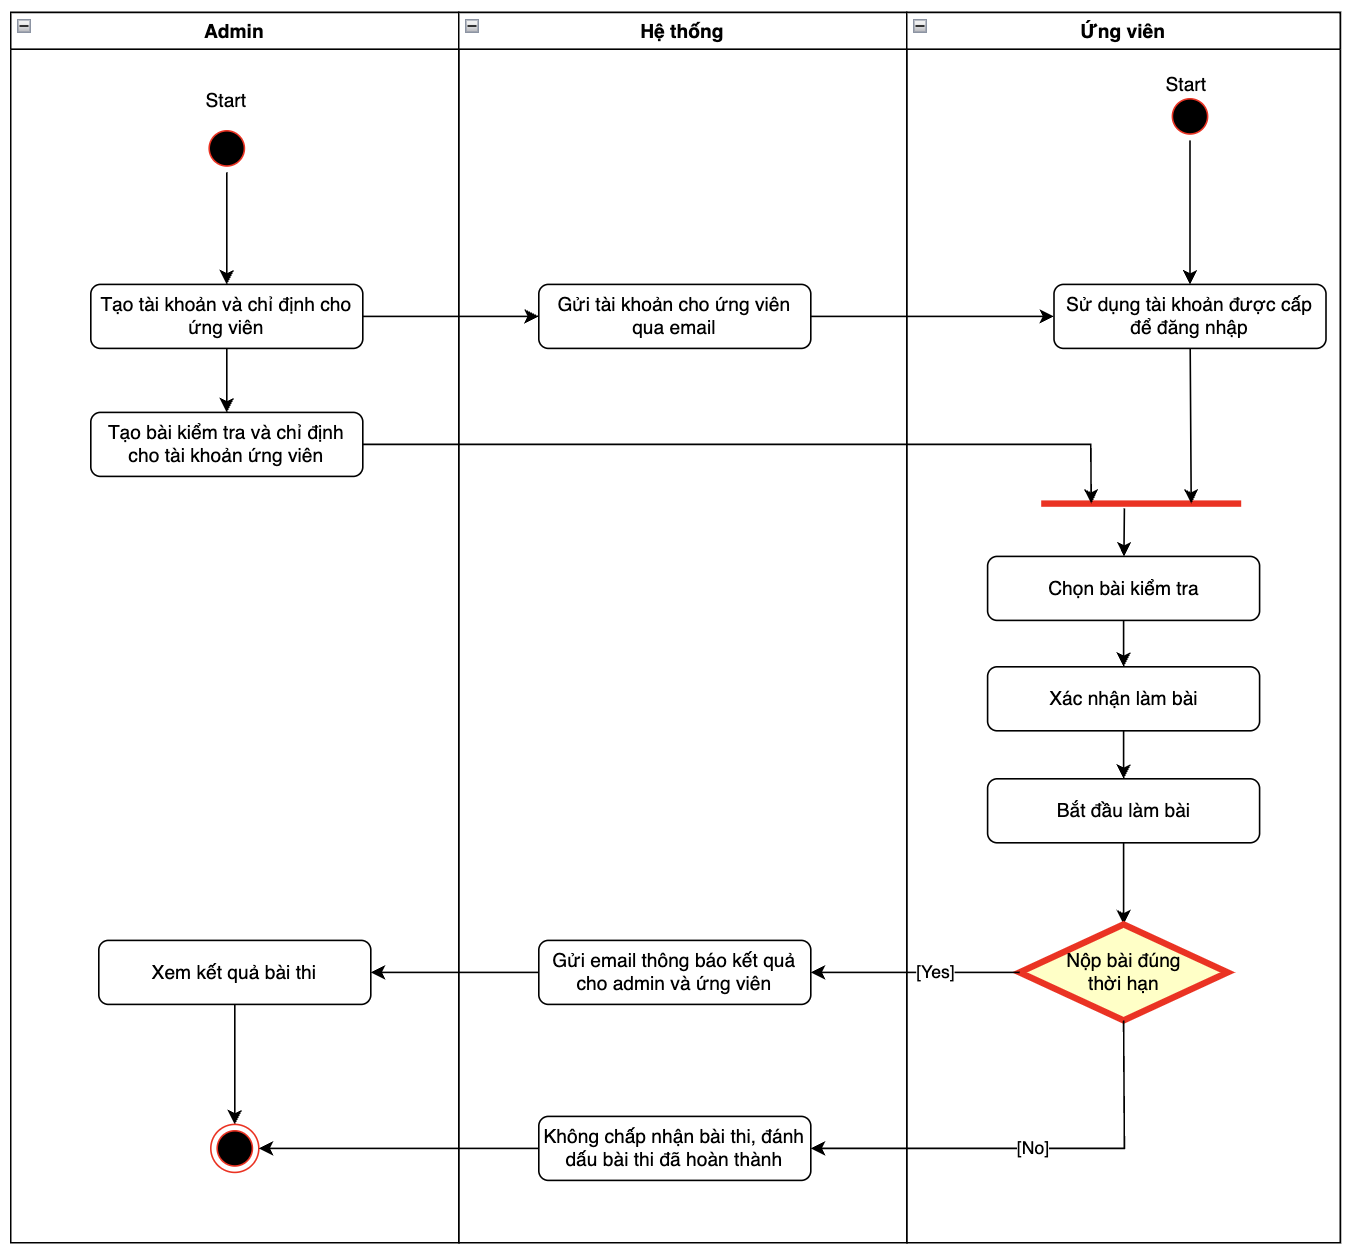 Admin
Hệ thống
Ứng viên
Start
Start
Tạo tài khoản và chỉ định cho
ứng viên
Gửi tài khoản cho ứng viên
qua email
Sử dụng tài khoản được cấp
để đăng nhập
Tạo bài kiểm tra và chỉ định
cho tài khoản ứng viên
Chọn bài kiểm tra
Xác nhận làm bài
Bắt đầu làm bài
Xem kết quả bài thi
Gửi email thông báo kết quả
cho admin và ứng viên
[Yes]
Nộp bài đúng
thời hạn
Không chấp nhận bài thi, đánh
dấu bài thi đã hoàn thành
[No]